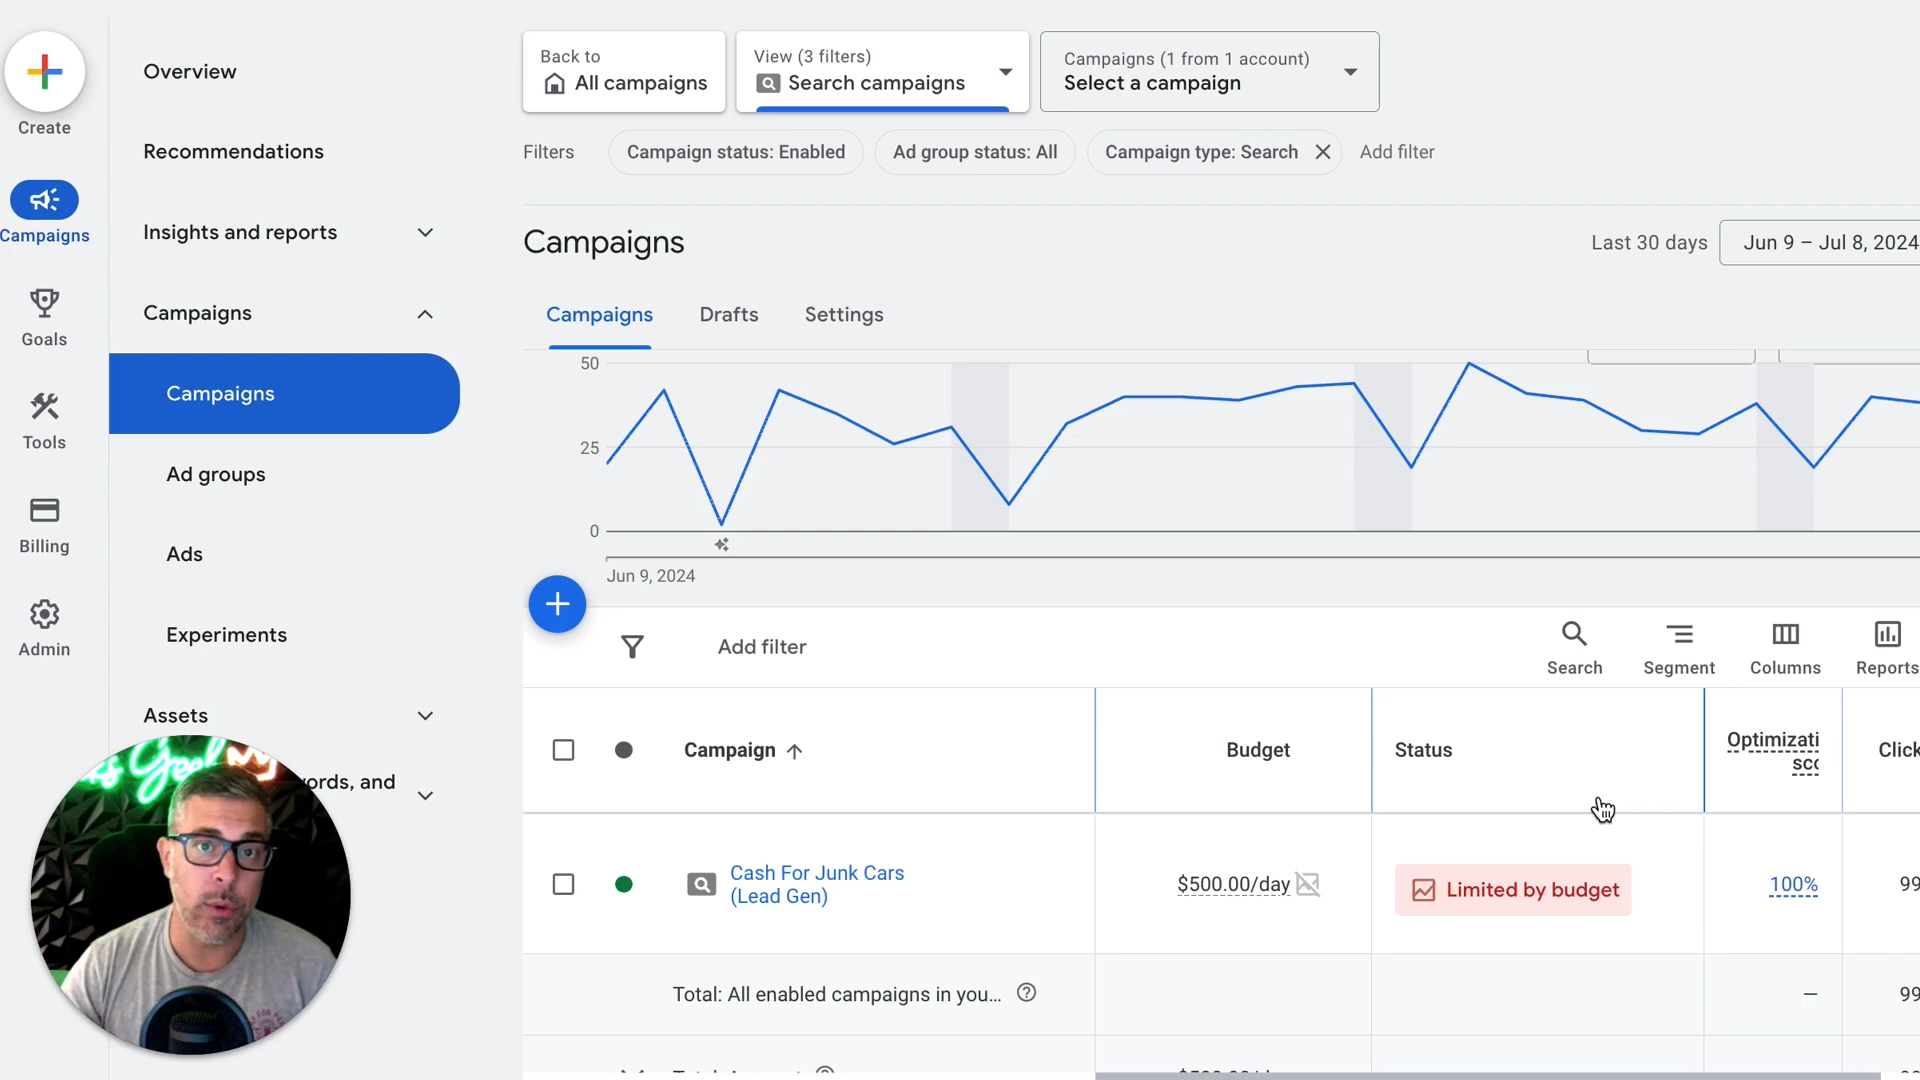 Create
Campaigns
Goals
Tools
Billing
Admin
Overview
Recommendations
Insights and reports
Campaigns
Campaigns
Ad groups
Ads
Experiments
Assets
ords, and
Back to
All campaigns
View (3 filters)
Search campaigns
Campaigns (1 from 1 account)
Select a campaign
Filters
Campaign status: Enabled
Ad group status: All
Campaign type: Search
Add filter
Campaigns
Last 30 days
Jun 9 – Jul 8, 2024
Campaigns
Drafts
Settings
50
25
0
Jun 9, 2024
Add filter
Search
Segment
Columns
Reports
Campaign
Budget
Status
Optimizati
sco
Click
Cash For Junk Cars
(Lead Gen)
$500.00/day
Limited by budget
100%
99
Total: All enabled campaigns in you...
—
99